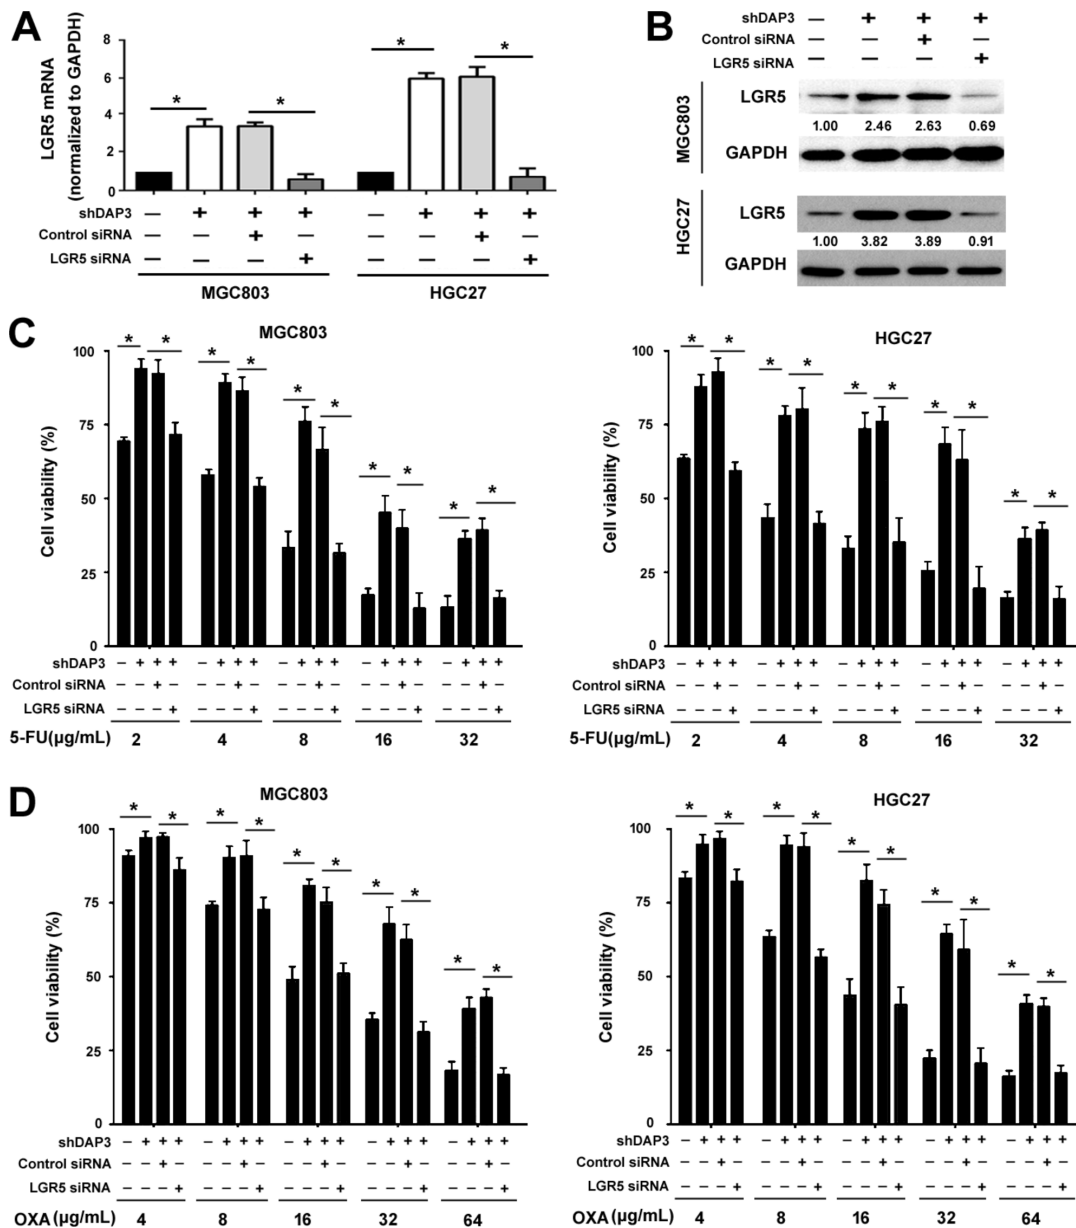 A
LGR5 mRNA
(normalized to GAPDH)
8
6
4
2
0
* * * *
shDAP3 — + + + — + + +
Control siRNA — — + — — — + —
LGR5 siRNA — — — + — — — +
MGC803 HGC27
B
shDAP3 — + + +
Control siRNA — — + —
LGR5 siRNA — — — +
MGC803
LGR5
1.00 2.46 2.63 0.69
GAPDH
HGC27
LGR5
1.00 3.82 3.89 0.91
GAPDH
C
MGC803
Cell viability (%)
100
75
50
25
0
* * * * * * * * * *
shDAP3 – + + + – + + + – + + + – + + + – + + +
Control siRNA – – + – – – + – – – + – – – + – – – + –
LGR5 siRNA – – – + – – – + – – – + – – – + – – – +
5-FU(μg/mL) 2 4 8 16 32
HGC27
Cell viability (%)
100
75
50
25
0
* * * * * * * * * *
shDAP3 – + + + – + + + – + + + – + + + – + + +
Control siRNA – – + – – – + – – – + – – – + – – – + –
LGR5 siRNA – – – + – – – + – – – + – – – + – – – +
5-FU(μg/mL) 2 4 8 16 32
D
MGC803
Cell viability (%)
100
75
50
25
0
* * * * * * * * * *
shDAP3 – + + + – + + + – + + + – + + + – + + +
Control siRNA – – + – – – + – – – + – – – + – – – + –
LGR5 siRNA – – – + – – – + – – – + – – – + – – – +
OXA (μg/mL) 4 8 16 32 64
HGC27
Cell viability (%)
100
75
50
25
0
* * * * * * * * * *
shDAP3 – + + + – + + + – + + + – + + + – + + +
Control siRNA – – + – – – + – – – + – – – + – – – + –
LGR5 siRNA – – – + – – – + – – – + – – – + – – – +
OXA (μg/mL) 4 8 16 32 64